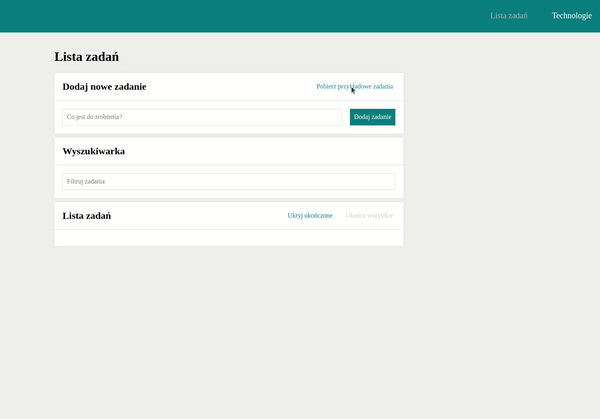 Lista zadań Technologie
Lista zadań
Dodaj nowe zadanie Pobierz przykładowe zadania
Co jest do zrobienia? Dodaj zadanie
Wyszukiwarka
Filtruj zadania
Lista zadań Ukryj ukończone Ukończ wszystkie